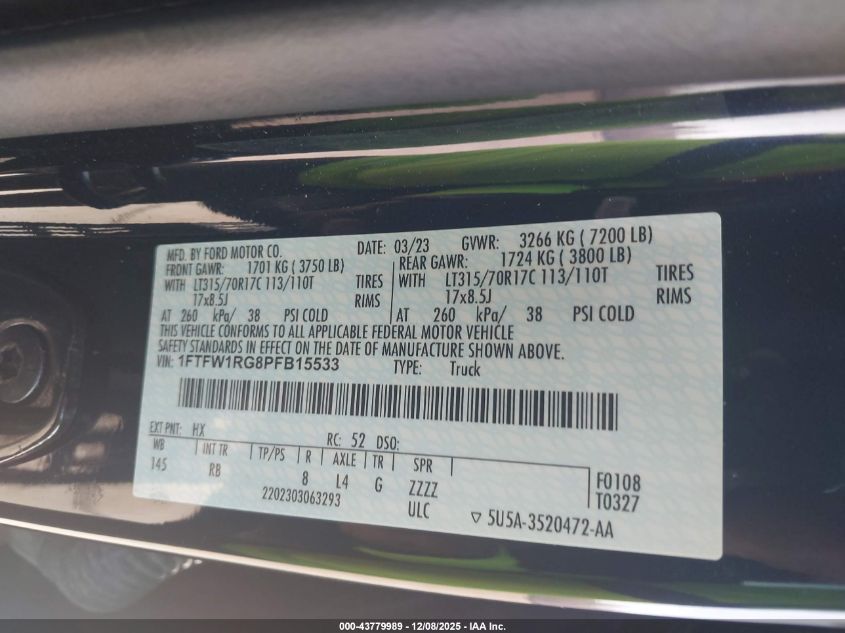 MFD. BY FORD MOTOR CO. DATE: 03/23 GVWR: 3266 KG ( 7200 LB)
FRONT GAWR: 1701 KG ( 3750 LB) REAR GAWR: 1724 KG ( 3800 LB)
WITH LT315/70R17C 113/110T TIRES WITH LT315/70R17C 113/110T TIRES
17x8.5J RIMS 17x8.5J RIMS
AT 260 kPa/ 38 PSI COLD AT 260 kPa/ 38 PSI COLD
THIS VEHICLE CONFORMS TO ALL APPLICABLE FEDERAL MOTOR VEHICLE
SAFETY STANDARDS IN EFFECT ON THE DATE OF MANUFACTURE SHOWN ABOVE.
VIN: 1FTFW1RG8PFB15533 TYPE: Truck
EXT PNT: HX RC: 52 DSO:
WB INT TR TP/PS R AXLE TR SPR
145 RB 8 L4 G ZZZZ F0108
2202303063293 ULC T0327
▽ 5U5A-3520472-AA
000-43779989 - 12/08/2025 - IAA Inc.